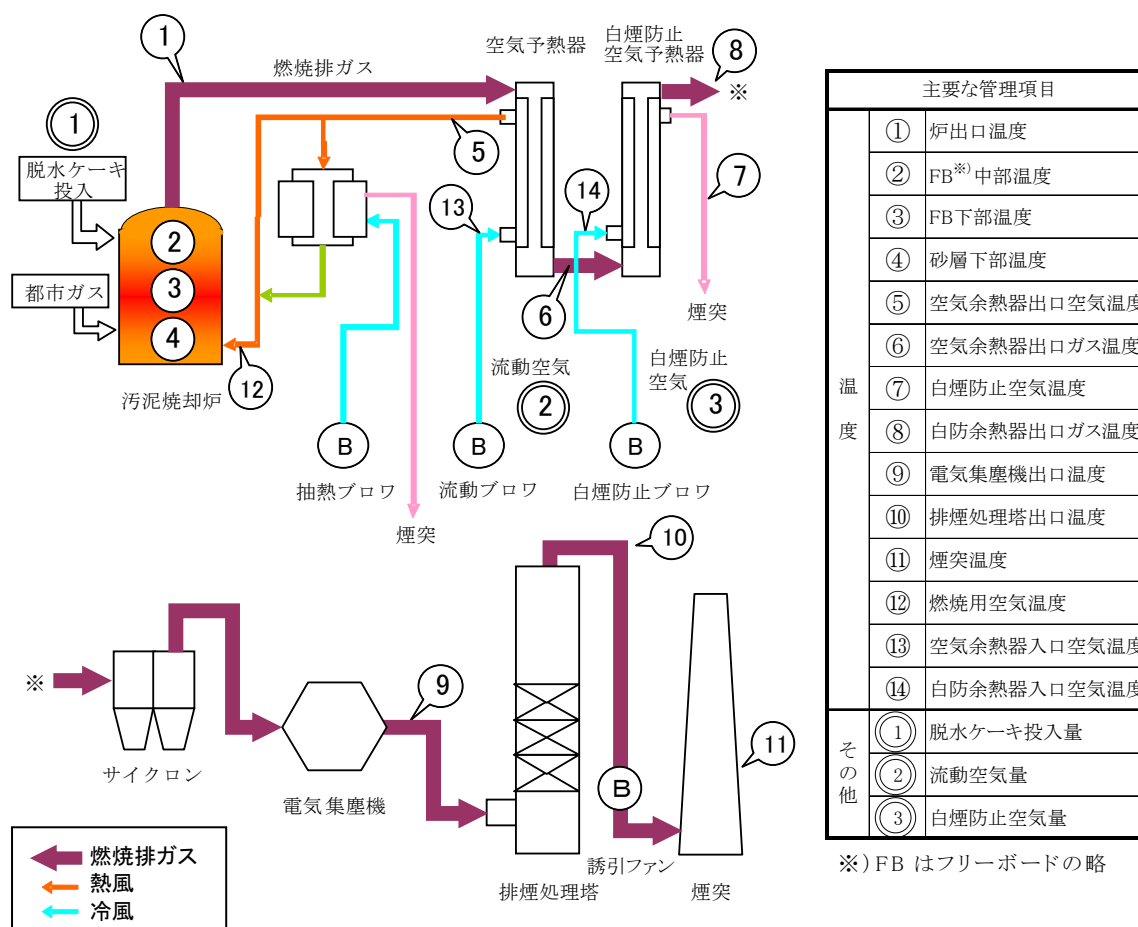 ①
空気予熱器
白煙防止
空気予熱器
⑧
燃焼排ガス
※
①
⑤
⑦
脱水ケーキ
投入
⑬
⑭
②
都市ガス
③
⑥
煙突
④
⑫
流動空気
白煙防止
空気
汚泥焼却炉
②
③
B
B
B
抽熱ブロワ
流動ブロワ
白煙防止ブロワ
煙突
⑩
※
⑨
⑪
サイクロン
電気集塵機
B
誘引ファン
排煙処理塔
煙突
燃焼排ガス
熱風
冷風
主要な管理項目
温度
① 炉出口温度
② FB※)中部温度
③ FB下部温度
④ 砂層下部温度
⑤ 空気余熱器出口空気温度
⑥ 空気余熱器出口ガス温度
⑦ 白煙防止空気温度
⑧ 白防余熱器出口ガス温度
⑨ 電気集塵機出口温度
⑩ 排煙処理塔出口温度
⑪ 煙突温度
⑫ 燃焼用空気温度
⑬ 空気余熱器入口空気温度
⑭ 白防余熱器入口空気温度
その他
① 脱水ケーキ投入量
② 流動空気量
③ 白煙防止空気量
※)FB はフリーボードの略